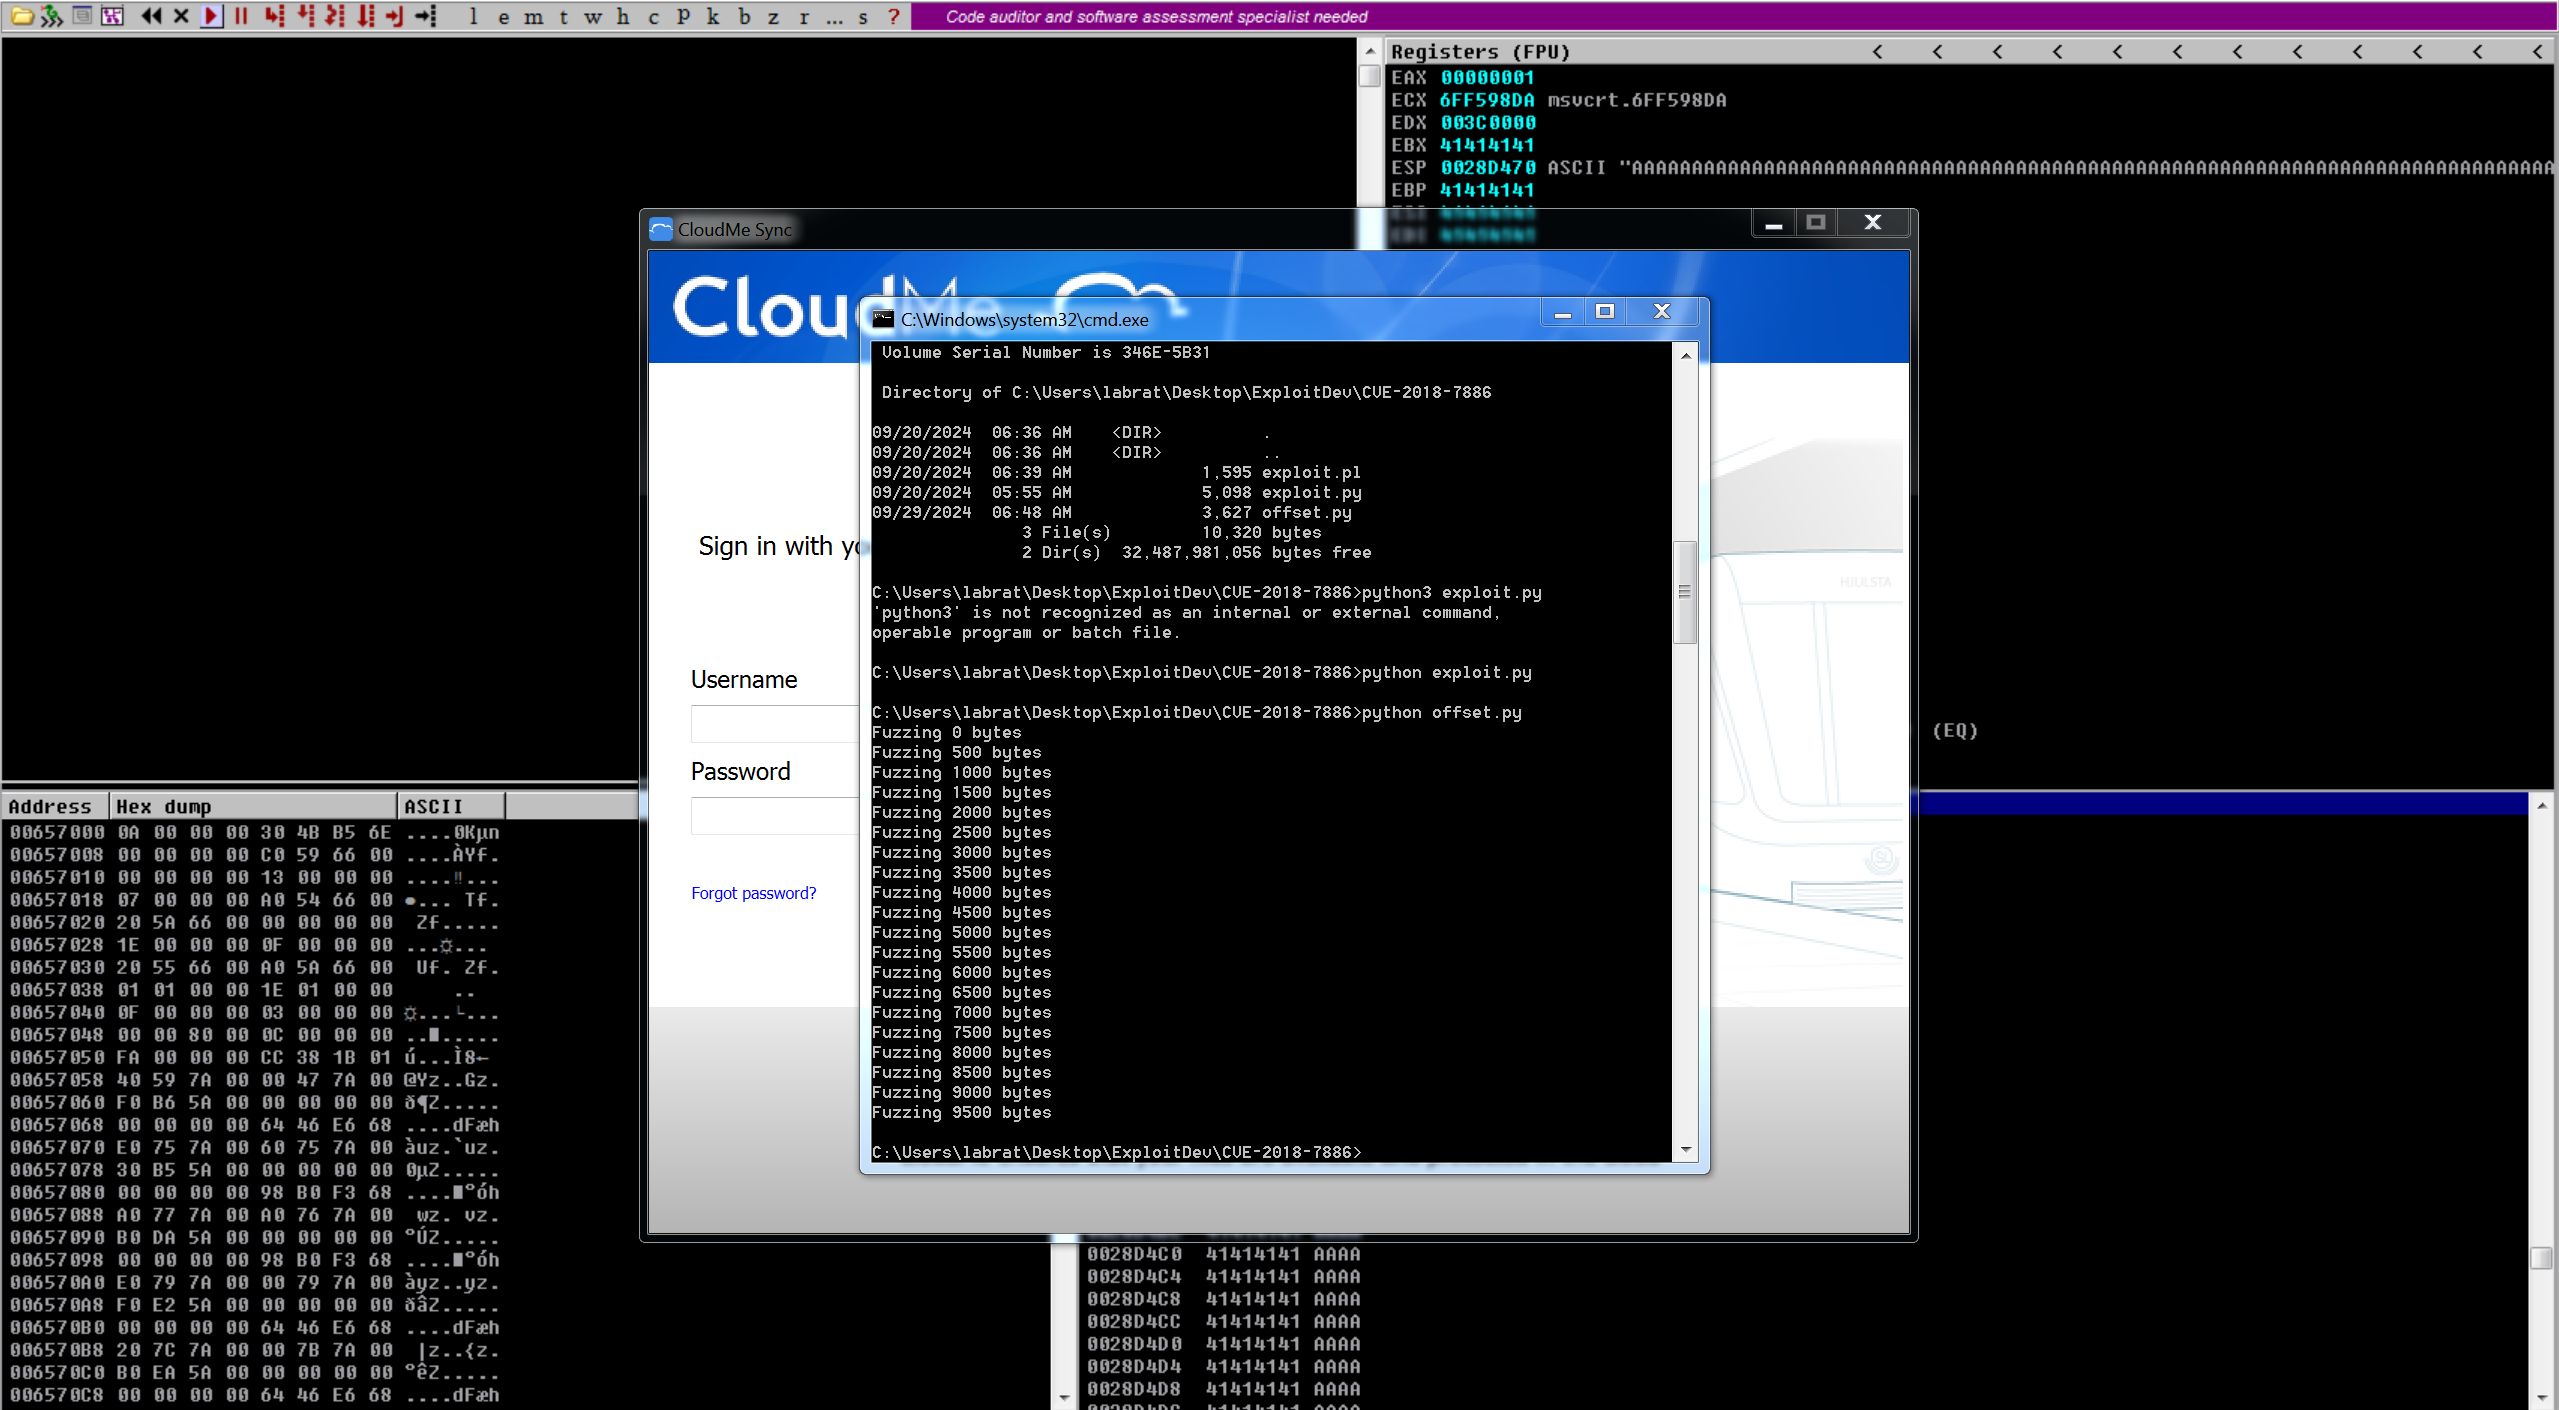 l e m t w h c P k b z r ... s ?
Code auditor and software assessment specialist needed
Registers (FPU) < < < < < < < < < < < <
EAX 00000001
ECX 6FF598DA msvcrt.6FF598DA
EDX 003C0000
EBX 41414141
ESP 0028D470 ASCII "AAAAAAAAAAAAAAAAAAAAAAAAAAAAAAAAAAAAAAAAAAAAAAAAAAAAAAAAAAAAAAAAAAAAAAAAAAAA
EBP 41414141
ESI 41414141
EDI 41414141
(EQ)
CloudMe Sync
CloudMe
Sign in with yo
Username
Password
Forgot password?
HJULSTA
SL
C:\Windows\system32\cmd.exe
Volume Serial Number is 346E-5B31
Directory of C:\Users\labrat\Desktop\ExploitDev\CVE-2018-7886
09/20/2024  06:36 AM    <DIR>          .
09/20/2024  06:36 AM    <DIR>          ..
09/20/2024  06:39 AM             1,595 exploit.pl
09/20/2024  05:55 AM             5,098 exploit.py
09/29/2024  06:48 AM             3,627 offset.py
3 File(s)         10,320 bytes
2 Dir(s)  32,487,981,056 bytes free
C:\Users\labrat\Desktop\ExploitDev\CVE-2018-7886>python3 exploit.py
'python3' is not recognized as an internal or external command,
operable program or batch file.
C:\Users\labrat\Desktop\ExploitDev\CVE-2018-7886>python exploit.py
C:\Users\labrat\Desktop\ExploitDev\CVE-2018-7886>python offset.py
Fuzzing 0 bytes
Fuzzing 500 bytes
Fuzzing 1000 bytes
Fuzzing 1500 bytes
Fuzzing 2000 bytes
Fuzzing 2500 bytes
Fuzzing 3000 bytes
Fuzzing 3500 bytes
Fuzzing 4000 bytes
Fuzzing 4500 bytes
Fuzzing 5000 bytes
Fuzzing 5500 bytes
Fuzzing 6000 bytes
Fuzzing 6500 bytes
Fuzzing 7000 bytes
Fuzzing 7500 bytes
Fuzzing 8000 bytes
Fuzzing 8500 bytes
Fuzzing 9000 bytes
Fuzzing 9500 bytes
C:\Users\labrat\Desktop\ExploitDev\CVE-2018-7886>
Address Hex dump ASCII
00657000 0A 00 00 00 30 4B B5 6E ....0Kµn
00657008 00 00 00 00 C0 59 66 00 ....ÀYf.
00657010 00 00 00 00 13 00 00 00 ....‼...
00657018 07 00 00 00 A0 54 66 00 •... Tf.
00657020 20 5A 66 00 00 00 00 00  Zf.....
00657028 1E 00 00 00 0F 00 00 00 ...☼...
00657030 20 55 66 00 A0 5A 66 00  Uf. Zf.
00657038 01 01 00 00 1E 01 00 00 ..
00657040 0F 00 00 00 03 00 00 00 ☼...└...
00657048 00 00 80 00 0C 00 00 00 ..█.....
00657050 FA 00 00 00 CC 38 1B 01 ú...Ì8←
00657058 40 59 7A 00 00 47 7A 00 @Yz..Gz.
00657060 F0 B6 5A 00 00 00 00 00 ð¶Z.....
00657068 00 00 00 00 64 46 E6 68 ....dFæh
00657070 E0 75 7A 00 60 75 7A 00 àuz.`uz.
00657078 30 B5 5A 00 00 00 00 00 0µZ.....
00657080 00 00 00 00 98 B0 F3 68 ....█°óh
00657088 A0 77 7A 00 A0 76 7A 00  wz. vz.
00657090 B0 DA 5A 00 00 00 00 00 °ÚZ.....
00657098 00 00 00 00 98 B0 F3 68 ....█°óh
006570A0 E0 79 7A 00 00 79 7A 00 àyz..yz.
006570A8 F0 E2 5A 00 00 00 00 00 ðâZ.....
006570B0 00 00 00 00 64 46 E6 68 ....dFæh
006570B8 20 7C 7A 00 00 7B 7A 00  |z..{z.
006570C0 B0 EA 5A 00 00 00 00 00 °êZ.....
006570C8 00 00 00 00 64 46 E6 68 ....dFæh
0028D4C0 41414141 AAAA
0028D4C4 41414141 AAAA
0028D4C8 41414141 AAAA
0028D4CC 41414141 AAAA
0028D4D0 41414141 AAAA
0028D4D4 41414141 AAAA
0028D4D8 41414141 AAAA